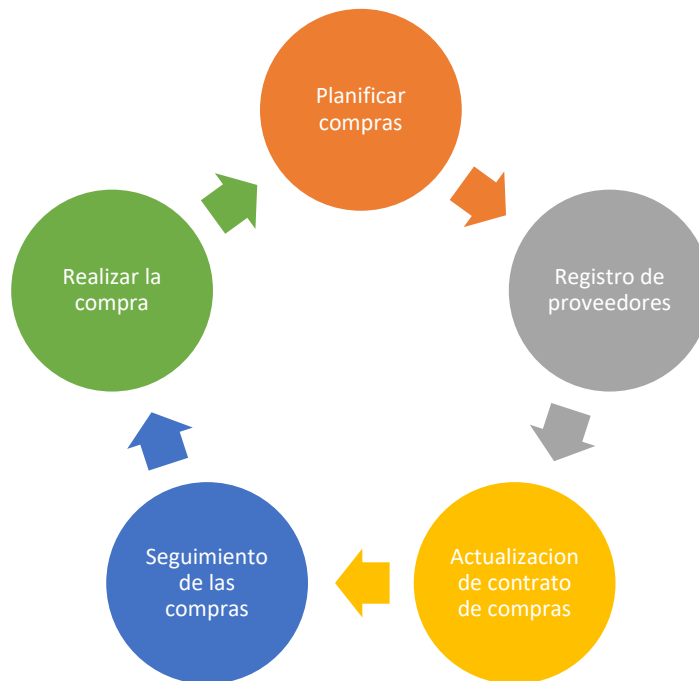 Planificar
compras
Registro de
proveedores
Actualizacion
de contrato
de compras
Seguimiento
de las
compras
Realizar la
compra